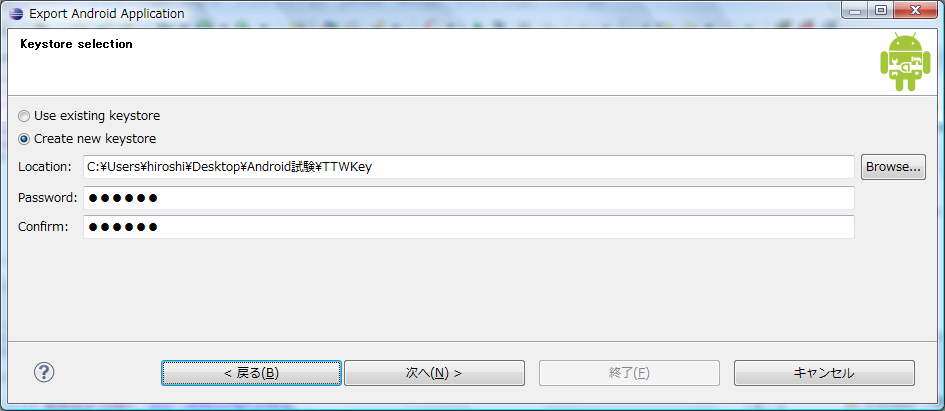 Export Android Application
Keystore selection
Use existing keystore
Create new keystore
Location: C:¥Users¥hiroshi¥Desktop¥Android試験¥TTWKey Browse...
Password: ●●●●●●
Confirm: ●●●●●●
< 戻る(B) 次へ(N) > 終了(F) キャンセル